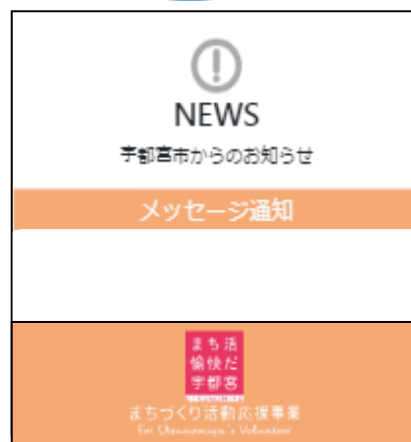 NEWS
宇都宮市からのお知らせ
メッセージ通知
まち活
愉快だ
宇都宮
まちづくり活動応援事業
For Utsunomiya's Volunteer